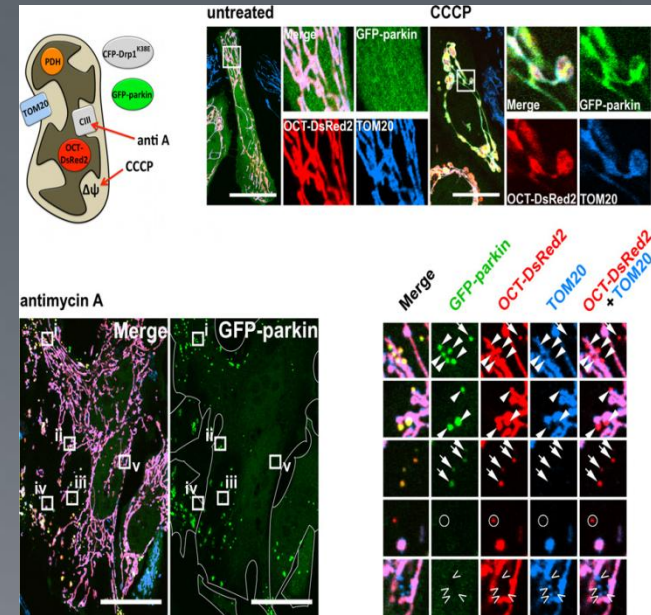 PDH
CFP-Drp1K38E
GFP-parkin
TOM20
CIII
anti A
OCT-
DsRed2
CCCP
Δψ
untreated
CCCP
Merge
GFP-parkin
OCT-DsRed2
TOM20
Merge
GFP-parkin
OCT-DsRed2
TOM20
antimycin A
Merge
GFP-parkin
i
ii
iii
iv
v
i
ii
iii
iv
v
Merge
GFP-parkin
OCT-DsRed2
TOM20
OCT-DsRed2
+ TOM20